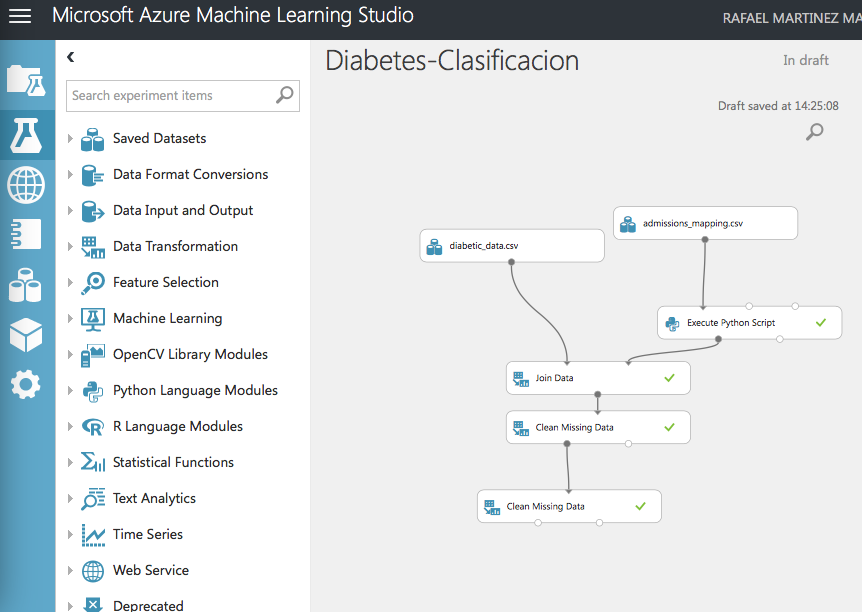 Microsoft Azure Machine Learning Studio
RAFAEL MARTINEZ MA
Search experiment items
Saved Datasets
Data Format Conversions
Data Input and Output
Data Transformation
Feature Selection
Machine Learning
OpenCV Library Modules
Python Language Modules
R Language Modules
Statistical Functions
Text Analytics
Time Series
Web Service
Deprecated
Diabetes-Clasificacion
In draft
Draft saved at 14:25:08
admissions_mapping.csv
diabetic_data.csv
Execute Python Script
Join Data
Clean Missing Data
Clean Missing Data